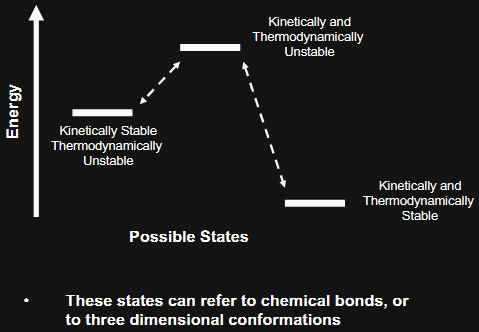 Kinetically and
Thermodynamically
Unstable
Energy
Kinetically Stable
Thermodynamically
Unstable
Kinetically and
Thermodynamically
Stable
Possible States
• These states can refer to chemical bonds, or
to three dimensional conformations